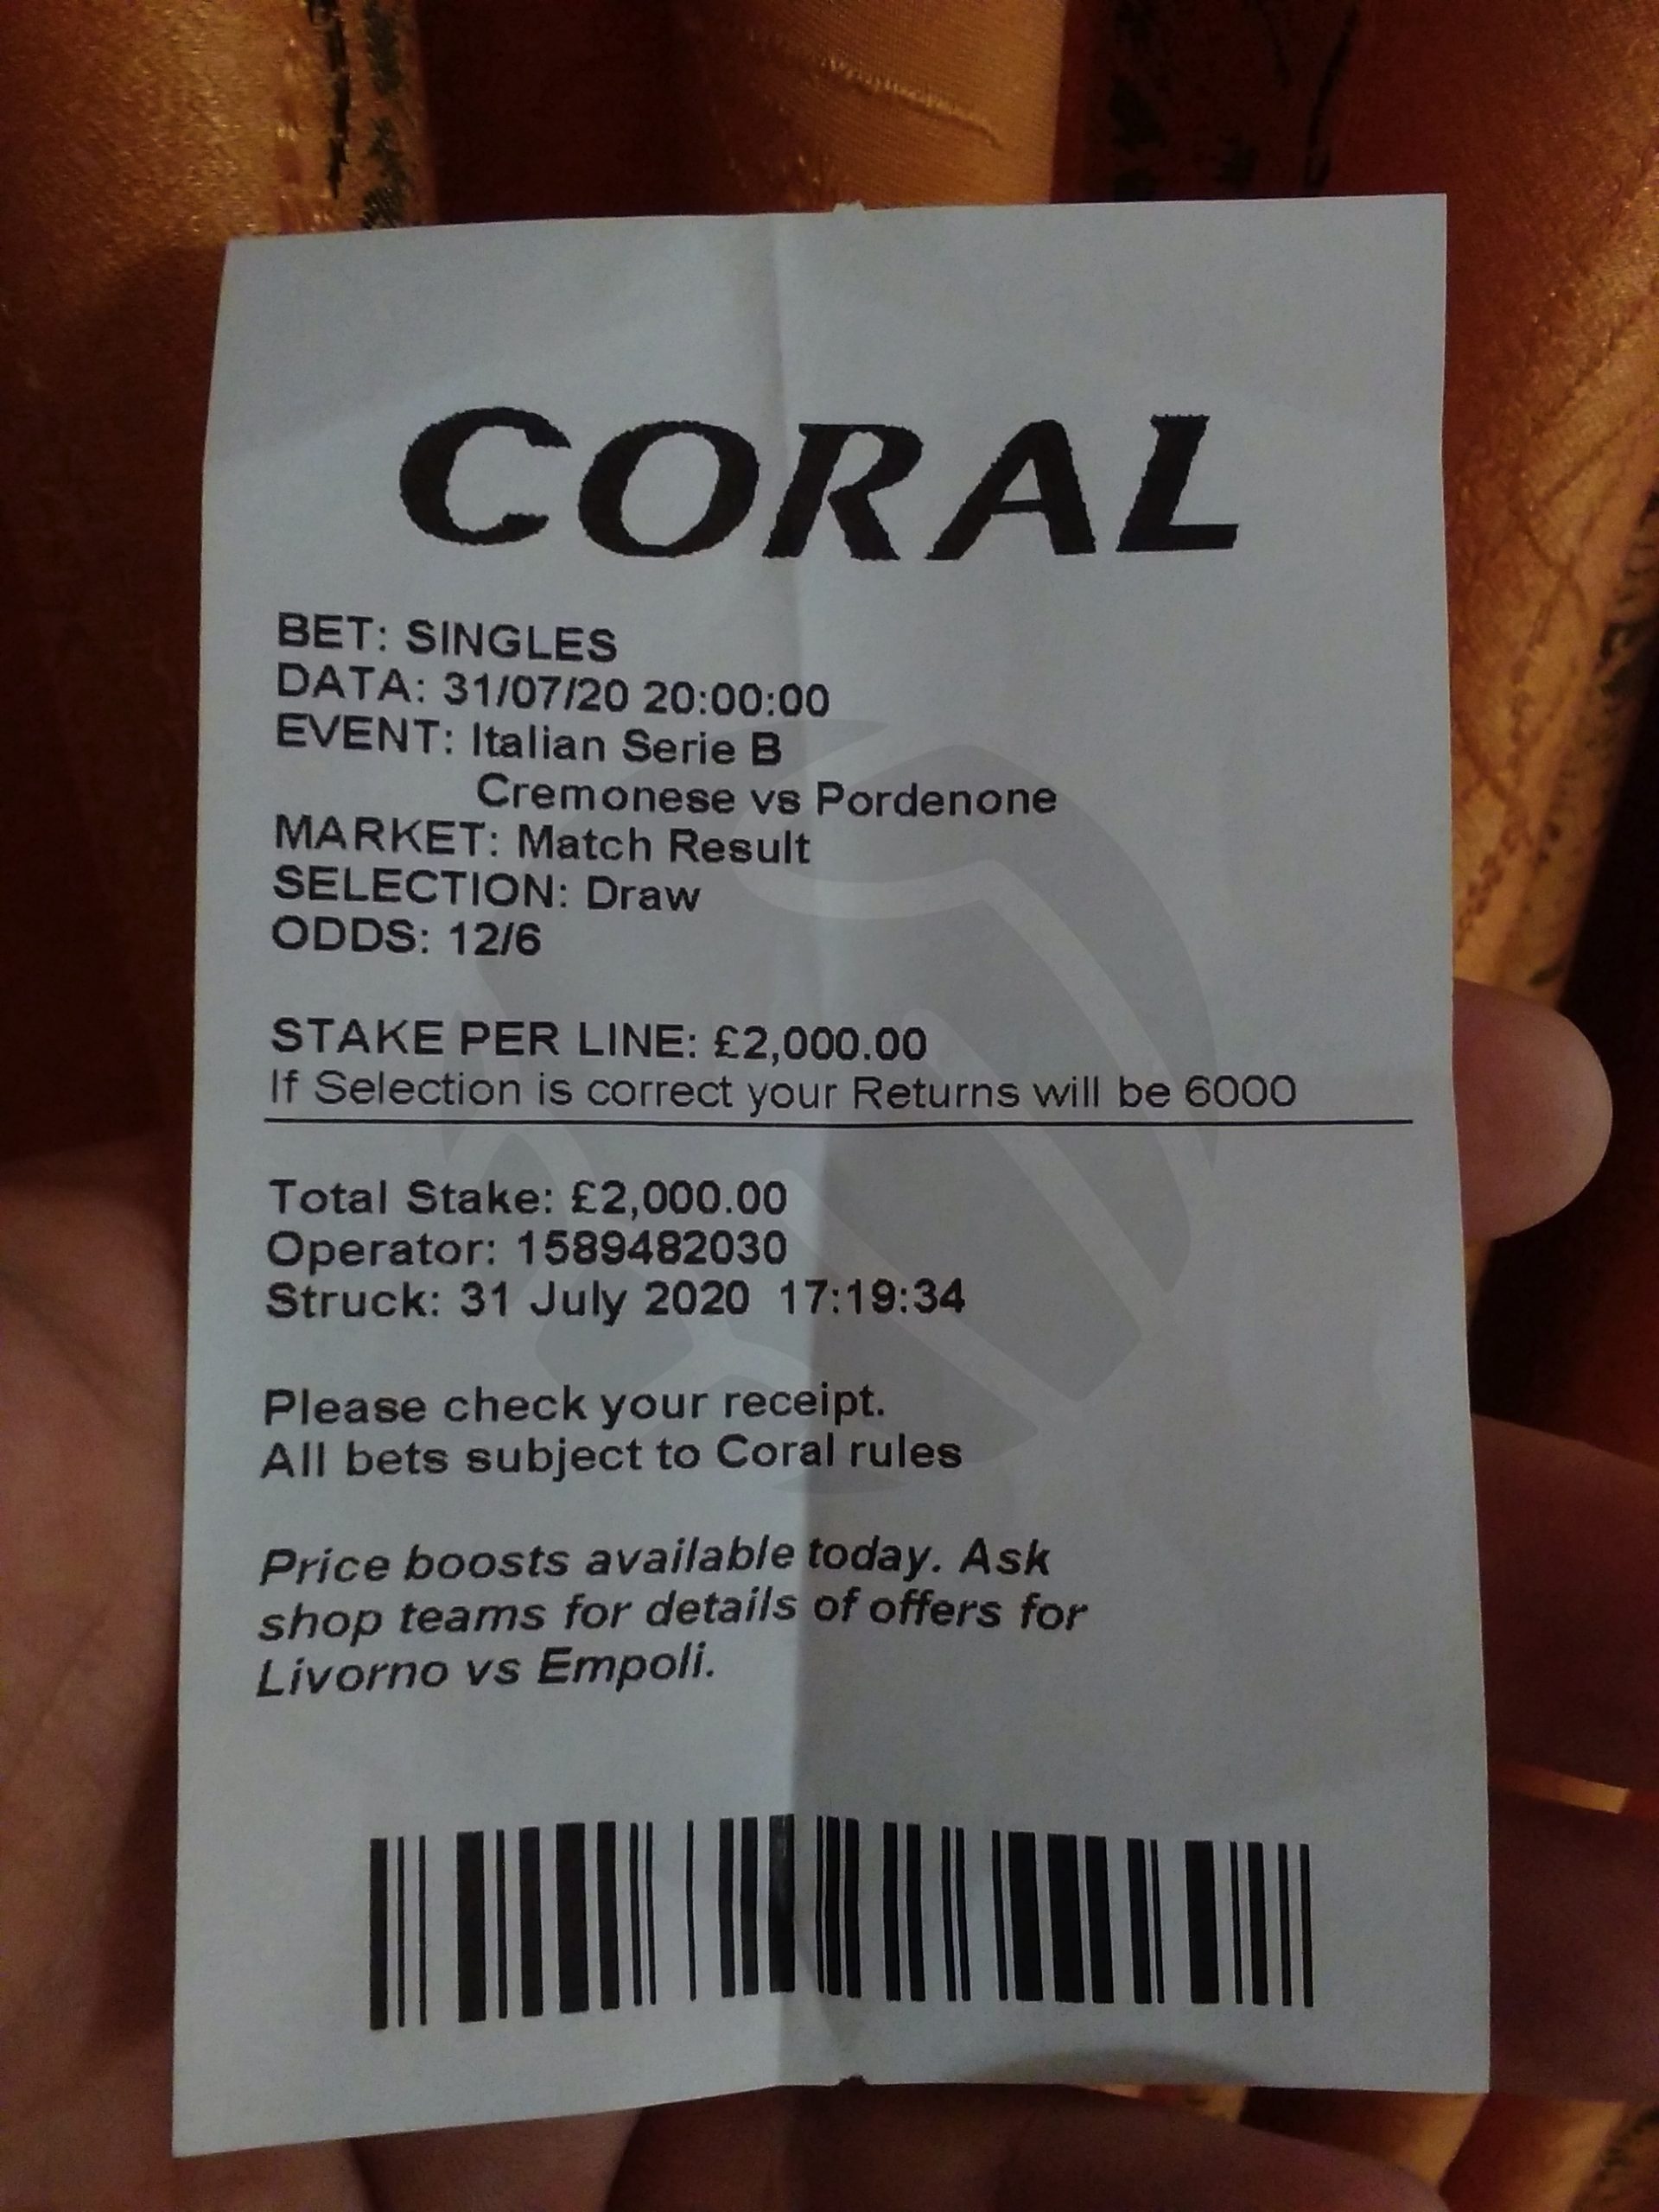 CORAL
BET: SINGLES
DATA: 31/07/20 20:00:00
EVENT: Italian Serie B
Cremonese vs Pordenone
MARKET: Match Result
SELECTION: Draw
ODDS: 12/6
STAKE PER LINE: £2,000.00
If Selection is correct your Returns will be 6000
Total Stake: £2,000.00
Operator: 1589482030
Struck: 31 July 2020 17:19:34
Please check your receipt.
All bets subject to Coral rules
Price boosts available today. Ask
shop teams for details of offers for
Livorno vs Empoli.